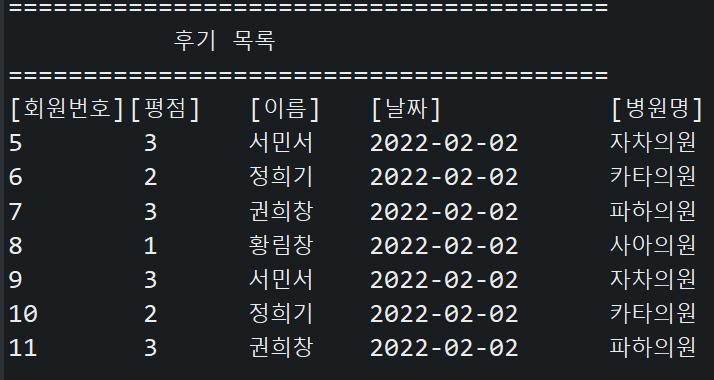 ========================================
후기 목록
========================================
[회원번호][평점] [이름] [날짜] [병원명]
5 3 서민서 2022-02-02 자차의원
6 2 정희기 2022-02-02 카타의원
7 3 권희창 2022-02-02 파하의원
8 1 황림창 2022-02-02 사아의원
9 3 서민서 2022-02-02 자차의원
10 2 정희기 2022-02-02 카타의원
11 3 권희창 2022-02-02 파하의원